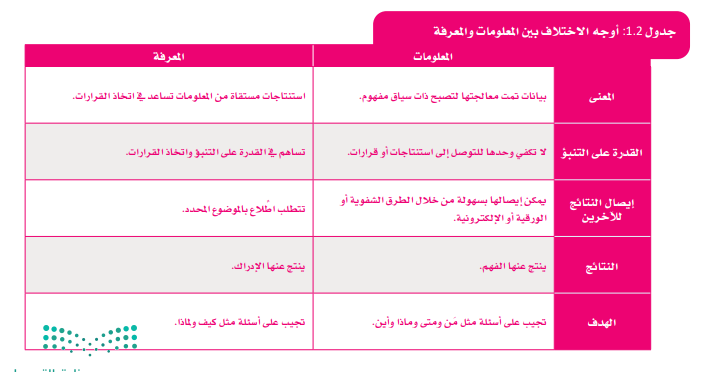 جدول 1.2: أوجه الاختلاف بين المعلومات والمعرفة
المعلومات
المعرفة
المعنى
بيانات تمت معالجتها لتصبح ذات سياق مفهوم.
استنتاجات مستقاة من المعلومات تساعد في اتخاذ القرارات.
القدرة على التنبؤ
لا تكفي وحدها للتوصل إلى استنتاجات أو قرارات.
تساهم في القدرة على التنبؤ واتخاذ القرارات.
إيصال النتائج
للآخرين
يمكن إيصالها بسهولة من خلال الطرق الشفوية أو
الورقية أو الإلكترونية.
تتطلب اطّلاع بالموضوع المحدد.
النتائج
ينتج عنها الفهم.
ينتج عنها الإدراك.
الهدف
تجيب على أسئلة مثل مَن ومتى وماذا وأين.
تجيب على أسئلة مثل كيف ولماذا.